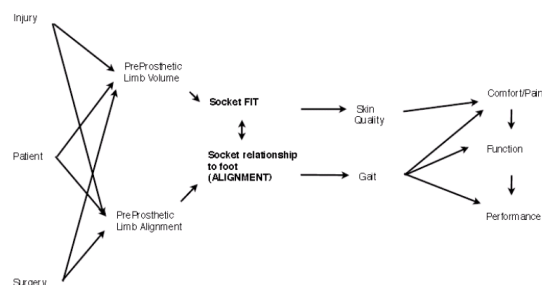 Injury
Patient
Surgery
PreProsthetic
Limb Volume
PreProsthetic
Limb Alignment
Socket FIT
Socket relationship
to foot
(ALIGNMENT)
Skin
Quality
Gait
Comfort/Pain
Function
Performance